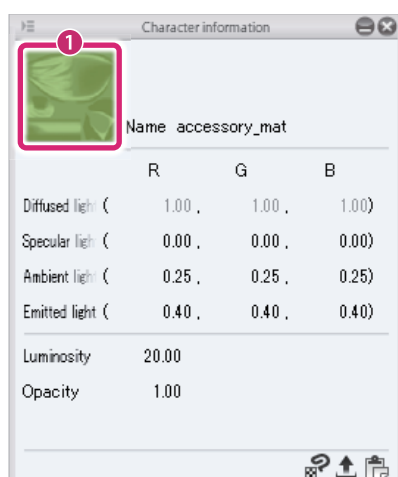 Character information
1
Name accessory_mat
R G B
Diffused light ( 1.00 , 1.00 , 1.00)
Specular ligh ( 0.00 , 0.00 , 0.00)
Ambient light ( 0.25 , 0.25 , 0.25)
Emitted light ( 0.40 , 0.40 , 0.40)
Luminosity 20.00
Opacity 1.00